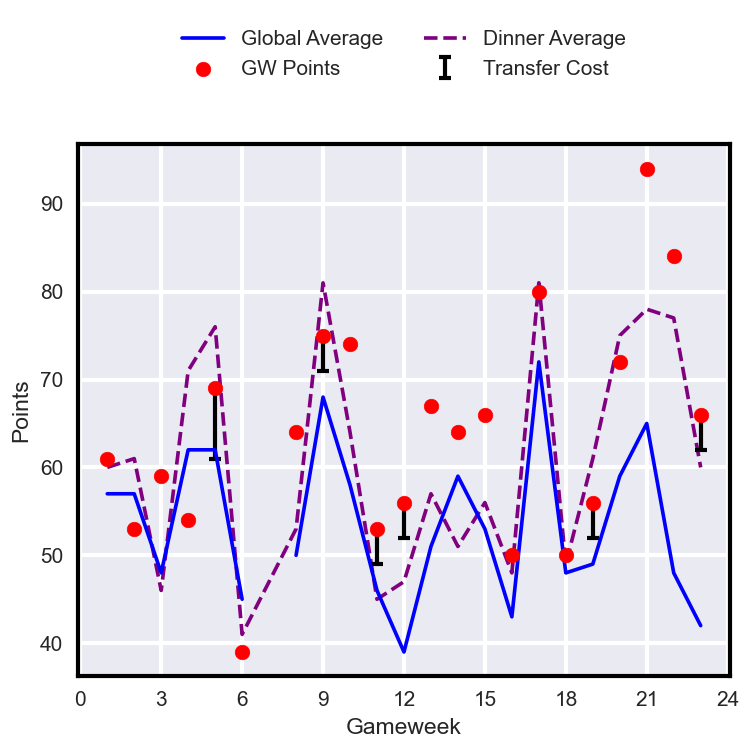 Global Average
Dinner Average
GW Points
Transfer Cost
Points
90
80
70
60
50
40
0 3 6 9 12 15 18 21 24
Gameweek